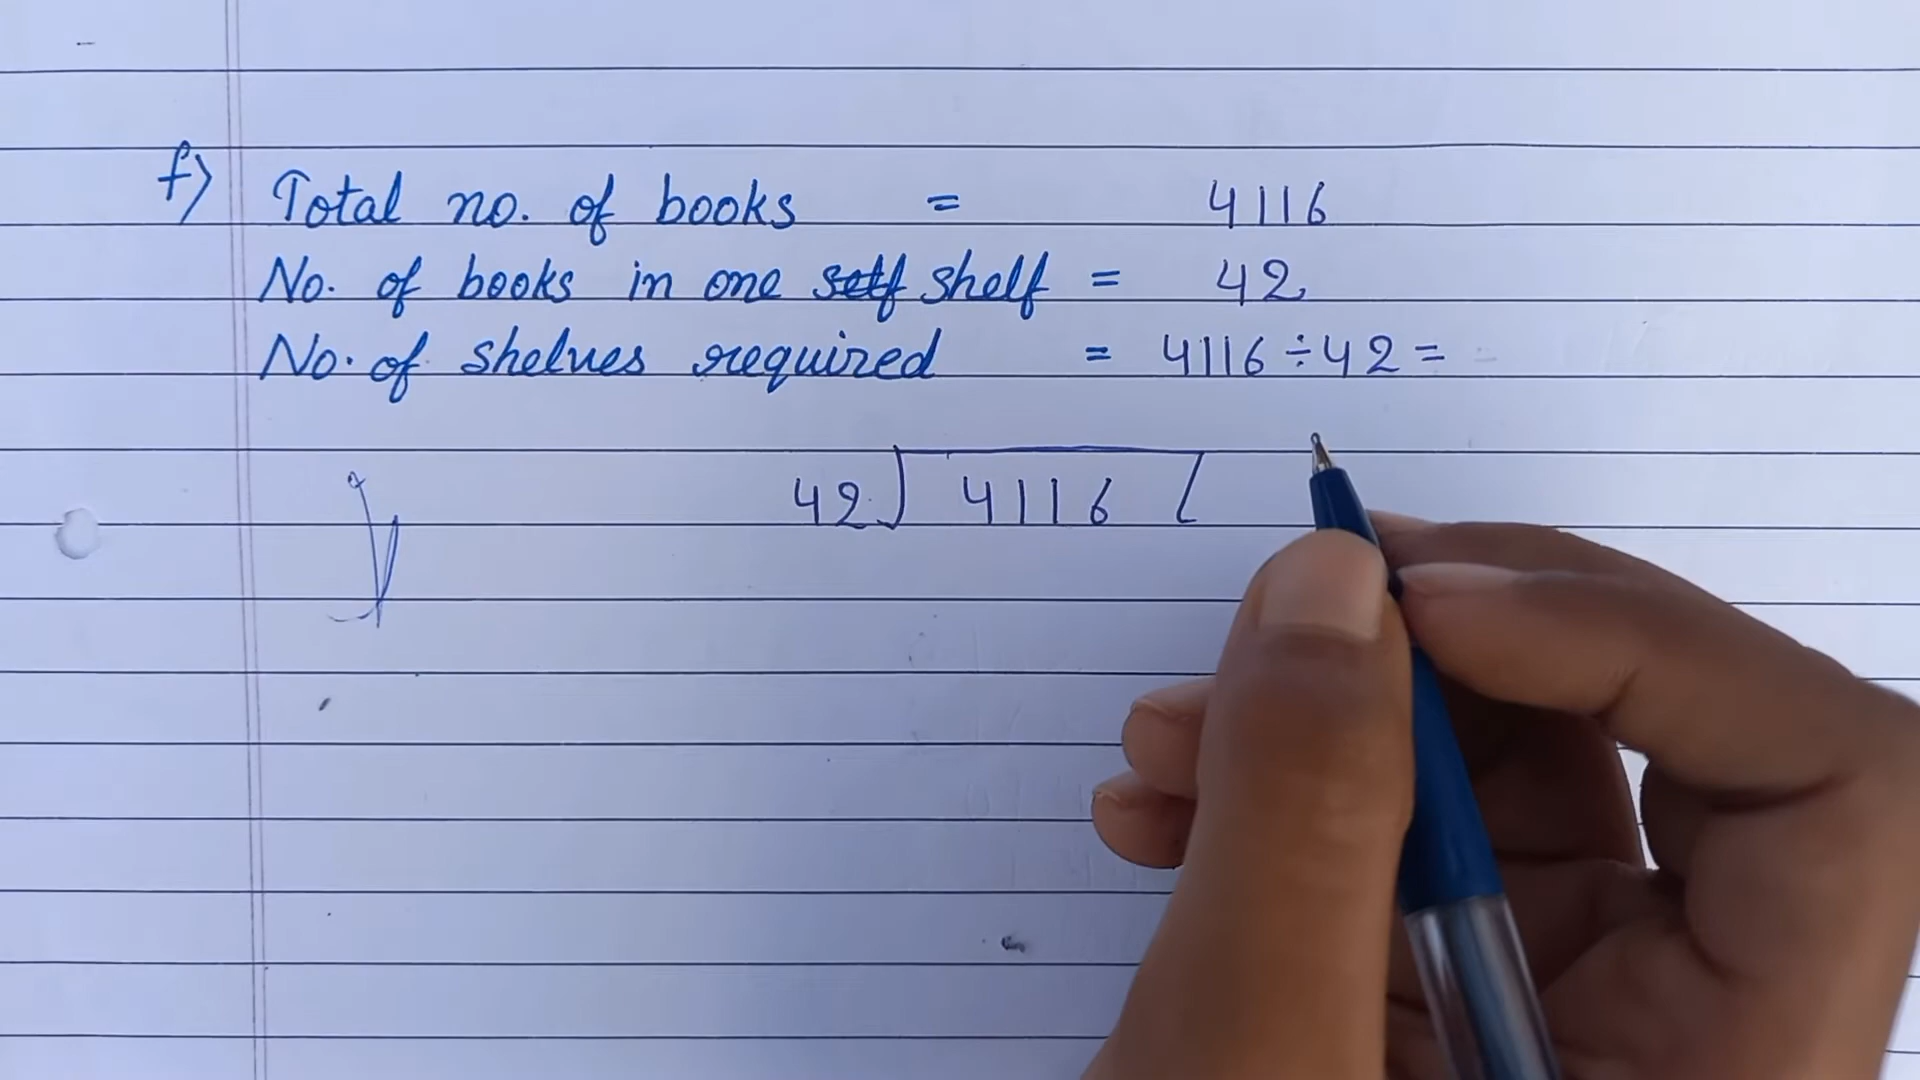 f) Total no. of books = 4116
No. of books in one self shelf = 42
No. of shelves required = 4116 ÷ 42 =
42) 4116 (